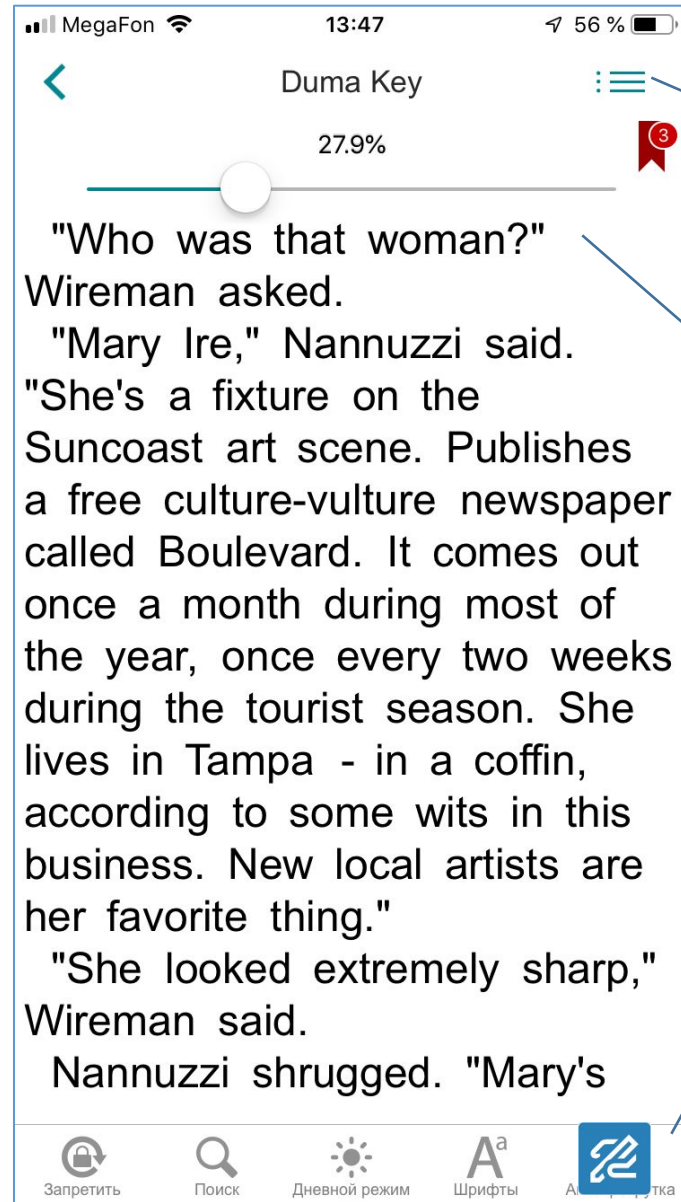 MegaFon 13:47 56 %
Duma Key
27.9%
3
"Who was that woman?"
Wireman asked.
"Mary Ire," Nannuzzi said.
"She's a fixture on the
Suncoast art scene. Publishes
a free culture-vulture newspaper
called Boulevard. It comes out
once a month during most of
the year, once every two weeks
during the tourist season. She
lives in Tampa - in a coffin,
according to some wits in this
business. New local artists are
her favorite thing."
"She looked extremely sharp,"
Wireman said.
Nannuzzi shrugged. "Mary's
Aa
Запретить Поиск Дневной режим Шрифты